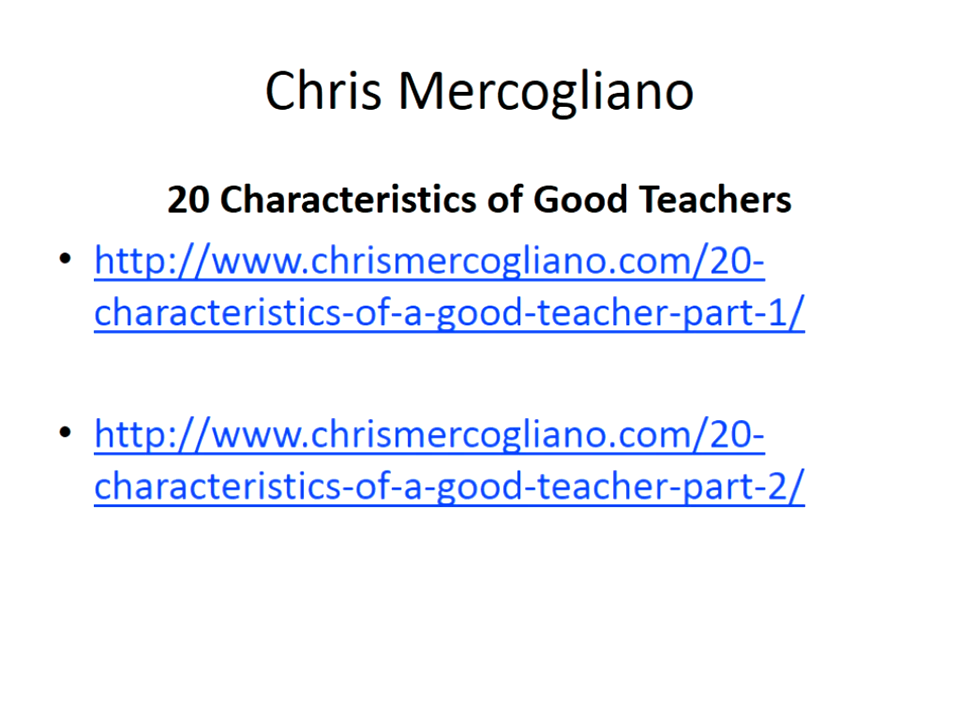 Chris Mercogliano
20 Characteristics of Good Teachers
• http://www.chrismercogliano.com/20-
characteristics-of-a-good-teacher-part-1/
• http://www.chrismercogliano.com/20-
characteristics-of-a-good-teacher-part-2/